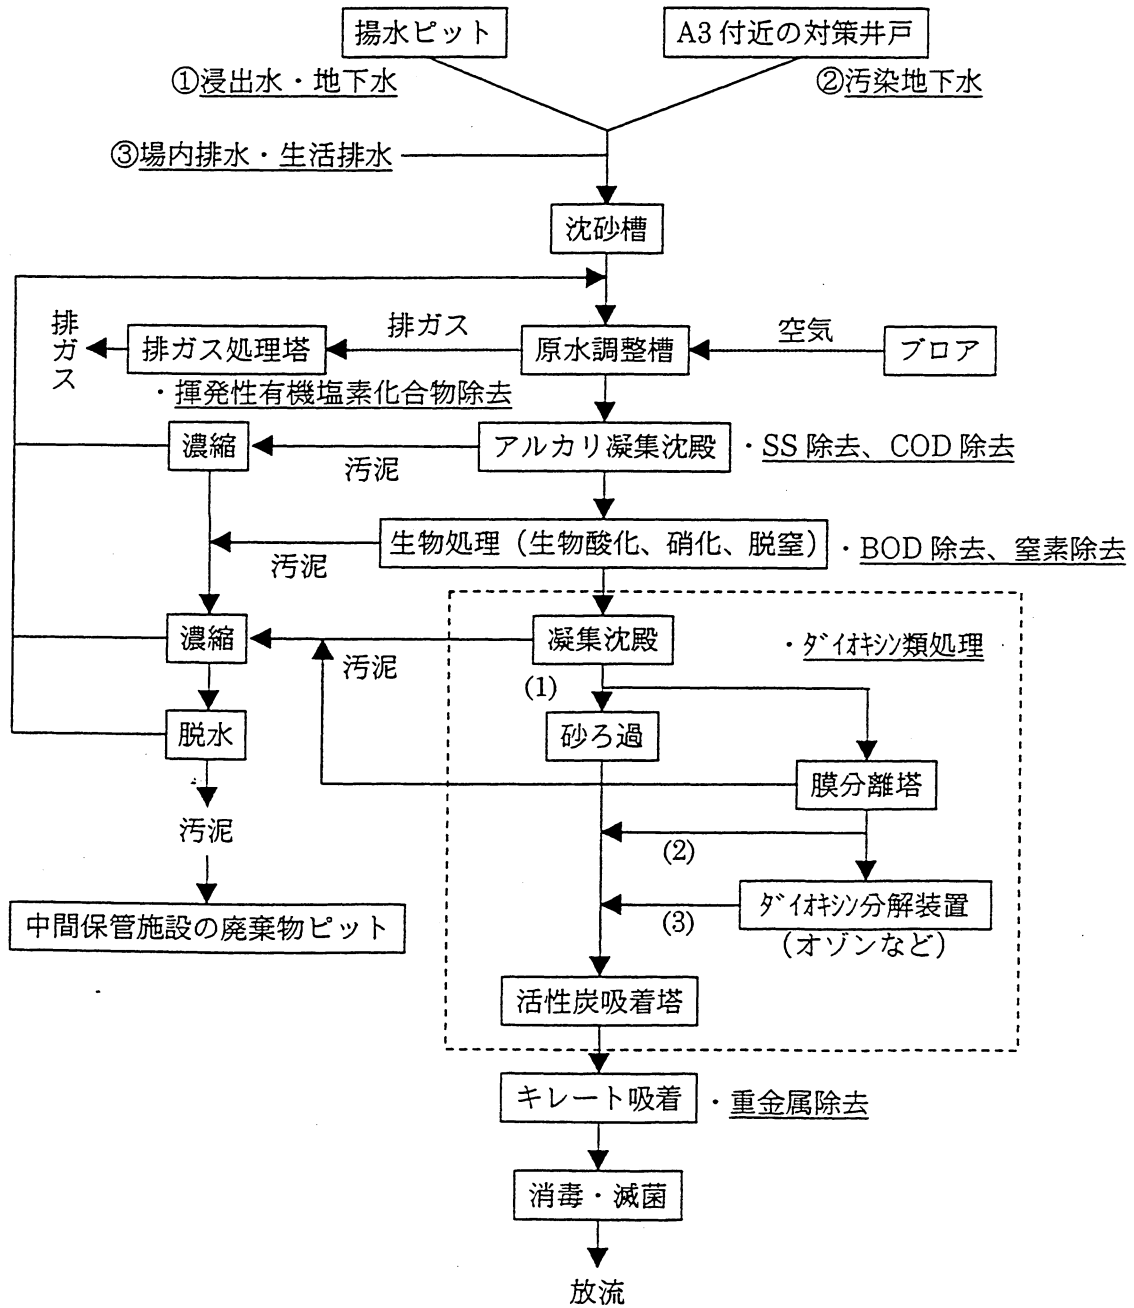 揚水ピット
A3付近の対策井戸
①浸出水・地下水
②汚染地下水
③場内排水・生活排水
沈砂槽
排ガス
排ガス処理塔
排ガス
原水調整槽
空気
ブロア
・揮発性有機塩素化合物除去
濃縮
汚泥
アルカリ凝集沈殿
・SS除去、COD除去
汚泥
生物処理（生物酸化、硝化、脱窒）
・BOD除去、窒素除去
濃縮
汚泥
凝集沈殿
・ﾀﾞｲｵｷｼﾝ類処理
(1)
脱水
砂ろ過
膜分離塔
汚泥
(2)
中間保管施設の廃棄物ピット
(3)
ﾀﾞｲｵｷｼﾝ分解装置
（オゾンなど）
活性炭吸着塔
キレート吸着
・重金属除去
消毒・滅菌
放流